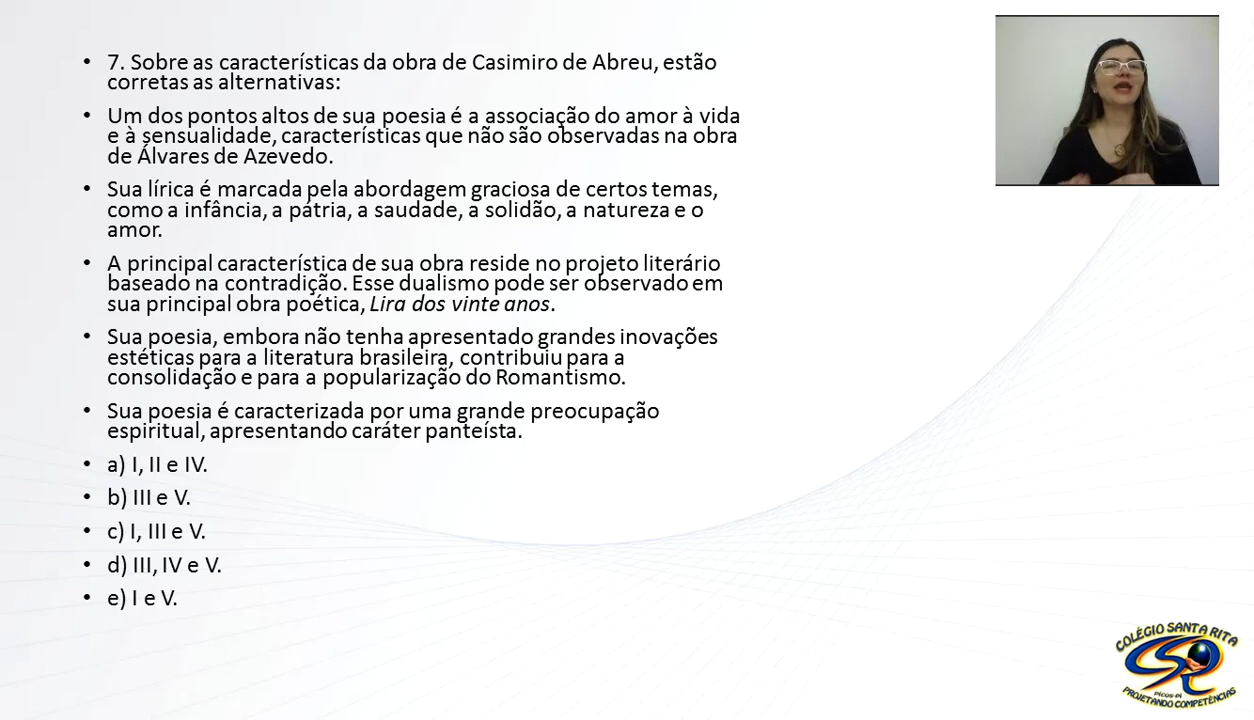 • 7. Sobre as características da obra de Casimiro de Abreu, estão
corretas as alternativas:
• Um dos pontos altos de sua poesia é a associação do amor à vida
e à sensualidade, características que não são observadas na obra
de Álvares de Azevedo.
• Sua lírica é marcada pela abordagem graciosa de certos temas,
como a infância, a pátria, a saudade, a solidão, a natureza e o
amor.
• A principal característica de sua obra reside no projeto literário
baseado na contradição. Esse dualismo pode ser observado em
sua principal obra poética, Lira dos vinte anos.
• Sua poesia, embora não tenha apresentado grandes inovações
estéticas para a literatura brasileira, contribuiu para a
consolidação e para a popularização do Romantismo.
• Sua poesia é caracterizada por uma grande preocupação
espiritual, apresentando caráter panteísta.
• a) I, II e IV.
• b) III e V.
• c) I, III e V.
• d) III, IV e V.
• e) I e V.
COLÉGIO SANTA RITA
CSR
PICOS-PI
PROJETANDO COMPETÊNCIAS